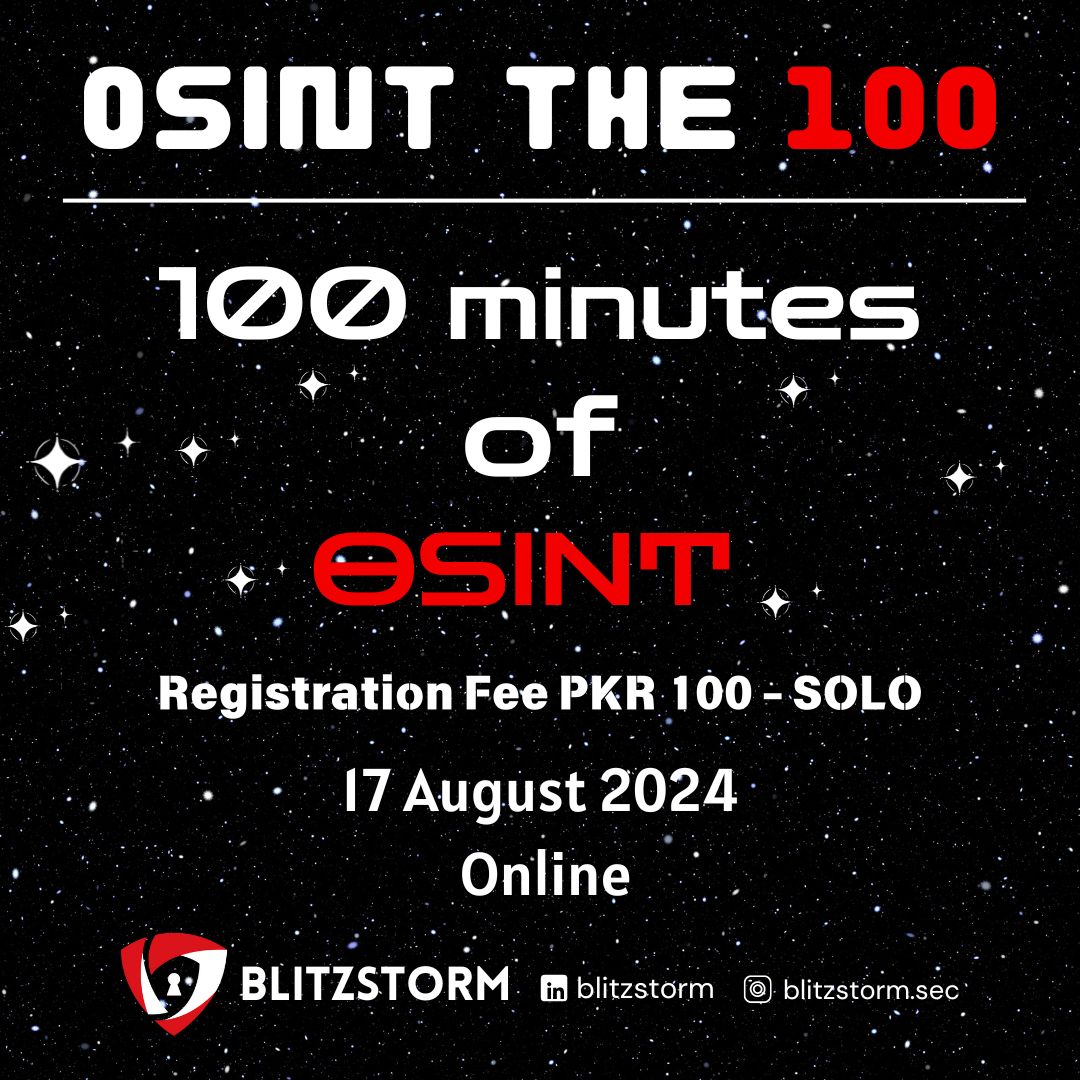 OSINT THE 100
100 minutes
of
OSINT
Registration Fee PKR 100 - SOLO
17 August 2024
Online
BLITZSTORM in blitzstorm blitzstorm.sec